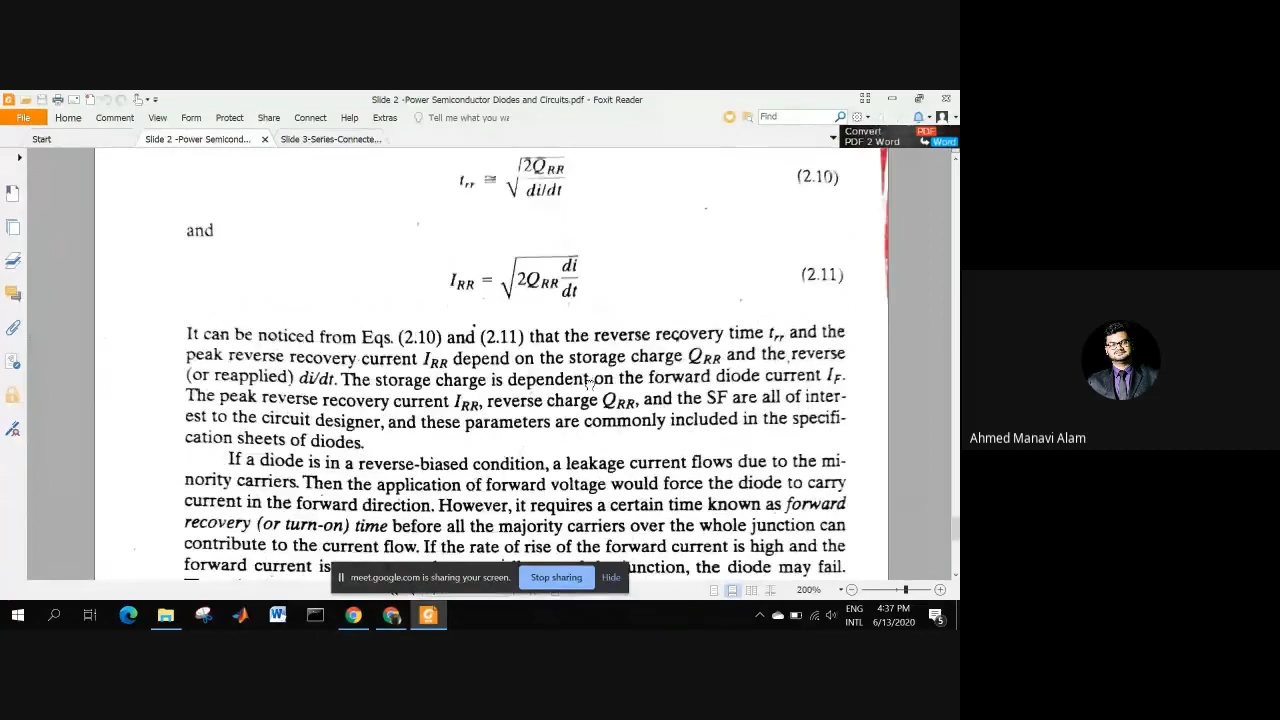 Slide 2 -Power Semiconductor Diodes and Circuits.pdf - Foxit Reader
File Home Comment View Form Protect Share Connect Help Extras Tell me what you wa Find
Start Slide 2 -Power Semicond... Slide 3-Series-Connecte... Convert PDF
PDF 2 Word Word
t_rr ≅ √(2Q_RR / di/dt) (2.10)
and
I_RR = √(2Q_RR di/dt) (2.11)
It can be noticed from Eqs. (2.10) and (2.11) that the reverse recovery time t_rr and the
peak reverse recovery current I_RR depend on the storage charge Q_RR and the reverse
(or reapplied) di/dt. The storage charge is dependent on the forward diode current I_F.
The peak reverse recovery current I_RR, reverse charge Q_RR, and the SF are all of inter-
est to the circuit designer, and these parameters are commonly included in the specifi-
cation sheets of diodes.
If a diode is in a reverse-biased condition, a leakage current flows due to the mi-
nority carriers. Then the application of forward voltage would force the diode to carry
current in the forward direction. However, it requires a certain time known as forward
recovery (or turn-on) time before all the majority carriers over the whole junction can
contribute to the current flow. If the rate of rise of the forward current is high and the
forward current is unction, the diode may fail.
meet.google.com is sharing your screen. Stop sharing Hide
200%
ENG 4:37 PM
INTL 6/13/2020 5
Ahmed Manavi Alam